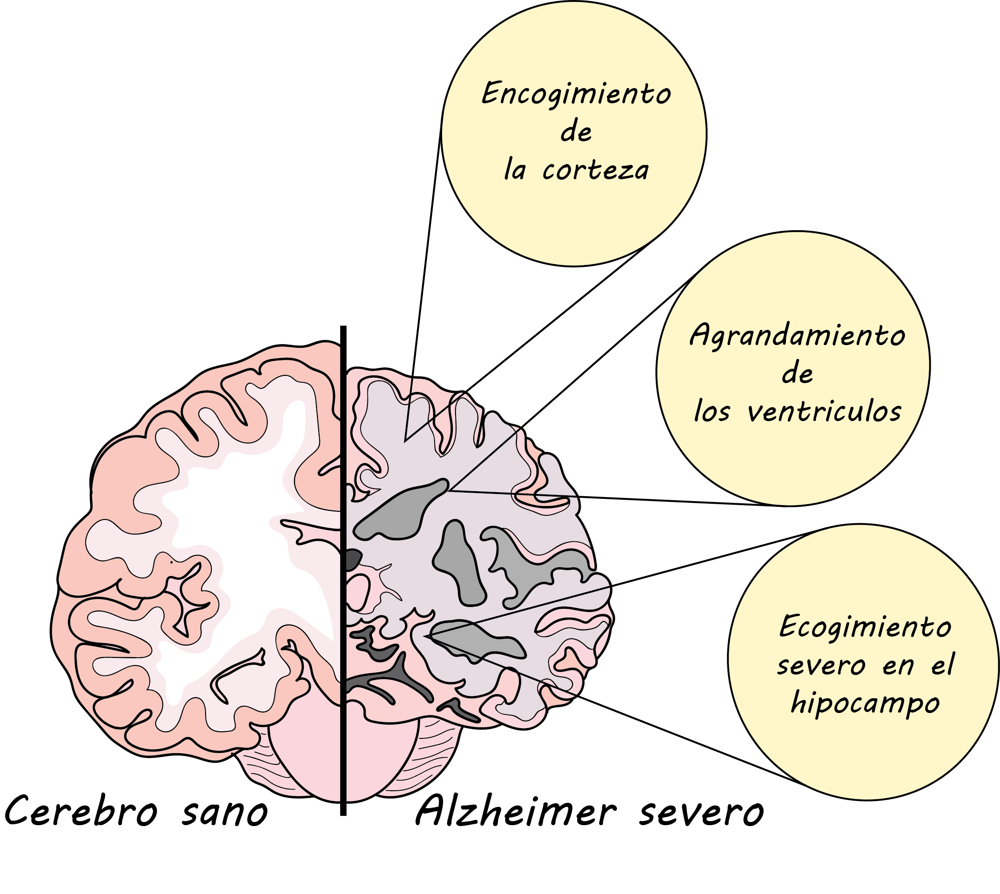 Encogimiento
de
la corteza
Agrandamiento
de
los ventriculos
Ecogimiento
severo en el
hipocampo
Cerebro sano
Alzheimer severo